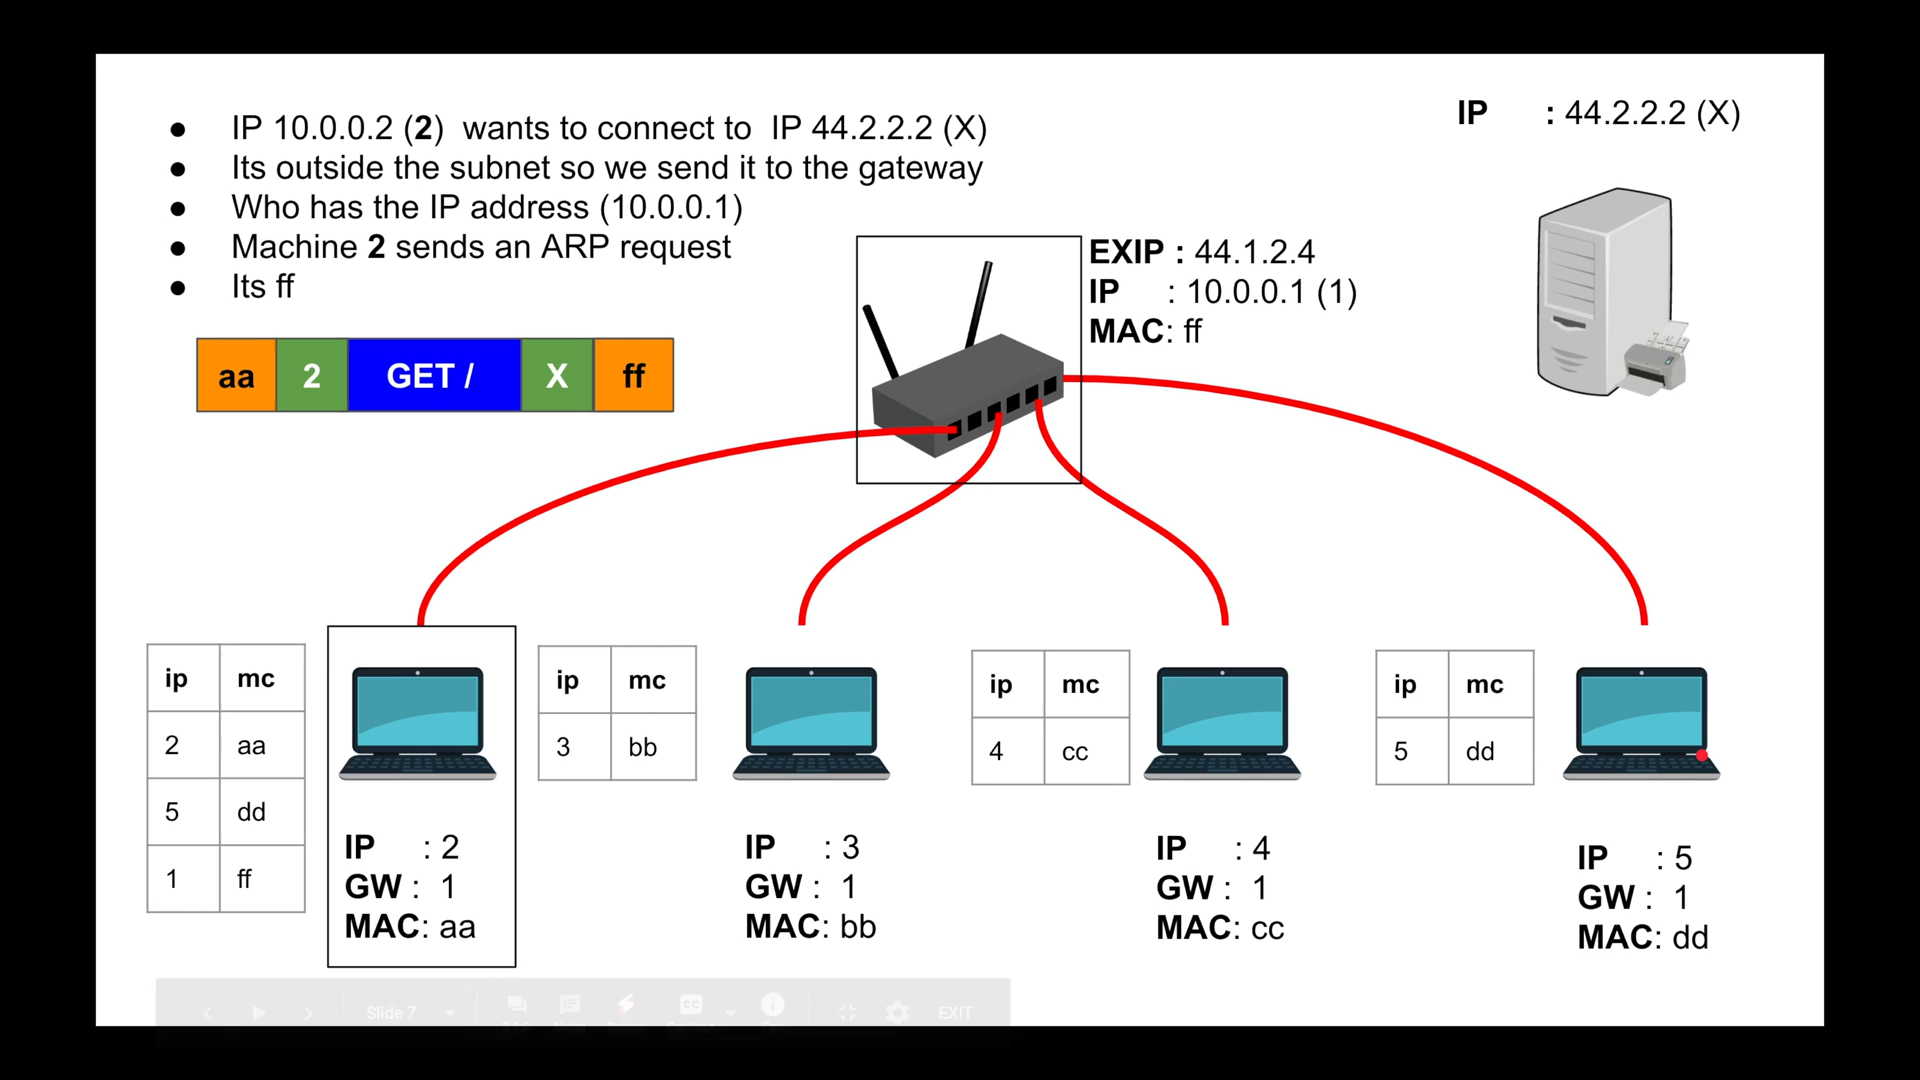 ● IP 10.0.0.2 (2) wants to connect to IP 44.2.2.2 (X)
● Its outside the subnet so we send it to the gateway
● Who has the IP address (10.0.0.1)
● Machine 2 sends an ARP request
● Its ff
IP : 44.2.2.2 (X)
EXIP : 44.1.2.4
IP : 10.0.0.1 (1)
MAC: ff
aa 2 GET / X ff
ip mc
2 aa
5 dd
1 ff
IP : 2
GW : 1
MAC: aa
ip mc
3 bb
IP : 3
GW : 1
MAC: bb
ip mc
4 cc
IP : 4
GW : 1
MAC: cc
ip mc
5 dd
IP : 5
GW : 1
MAC: dd
Slide 7
CC
EXIT